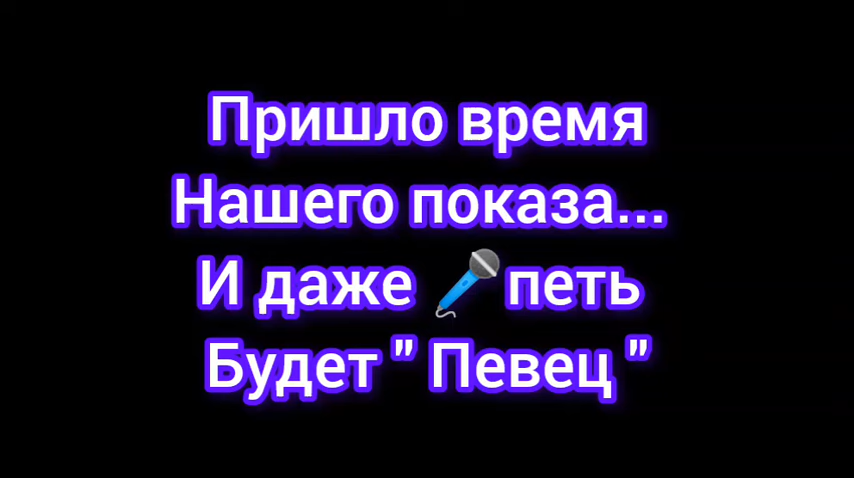 Пришло время
Нашего показа...
И даже 🎤петь
Будет " Певец "